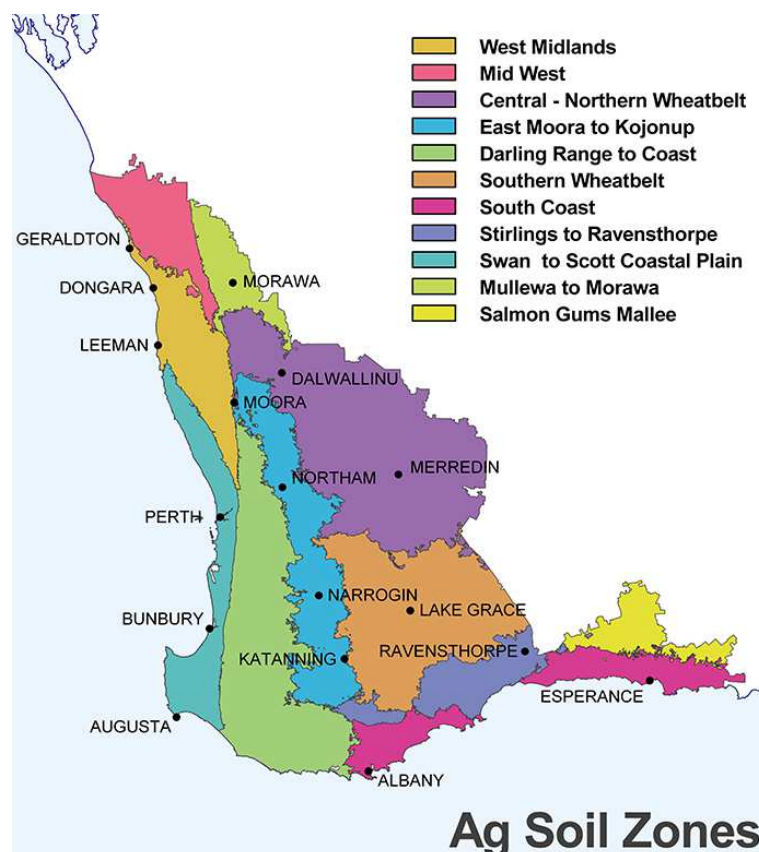 West Midlands
Mid West
Central - Northern Wheatbelt
East Moora to Kojonup
Darling Range to Coast
Southern Wheatbelt
South Coast
Stirlings to Ravensthorpe
Swan to Scott Coastal Plain
Mullewa to Morawa
Salmon Gums Mallee
GERALDTON
MORAWA
DONGARA
LEEMAN
DALWALLINU
MOORA
MERREDIN
NORTHAM
PERTH
NARROGIN
LAKE GRACE
BUNBURY
KATANNING
RAVENSTHORPE
ESPERANCE
AUGUSTA
ALBANY
Ag Soil Zones